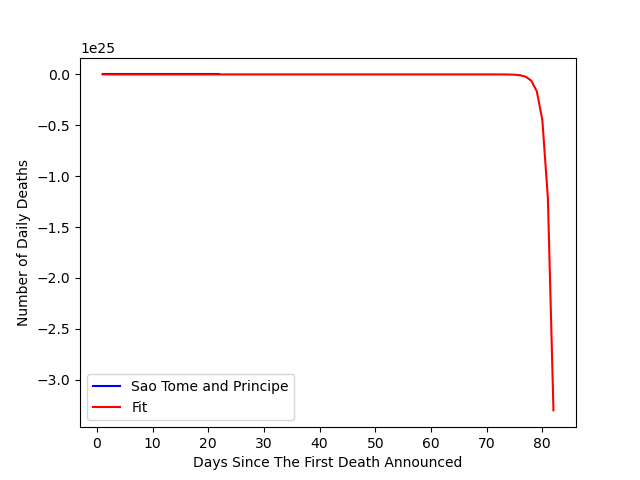 1e25
0.0
−0.5
−1.0
−1.5
−2.0
−2.5
−3.0
Number of Daily Deaths
Sao Tome and Principe
Fit
0 10 20 30 40 50 60 70 80
Days Since The First Death Announced